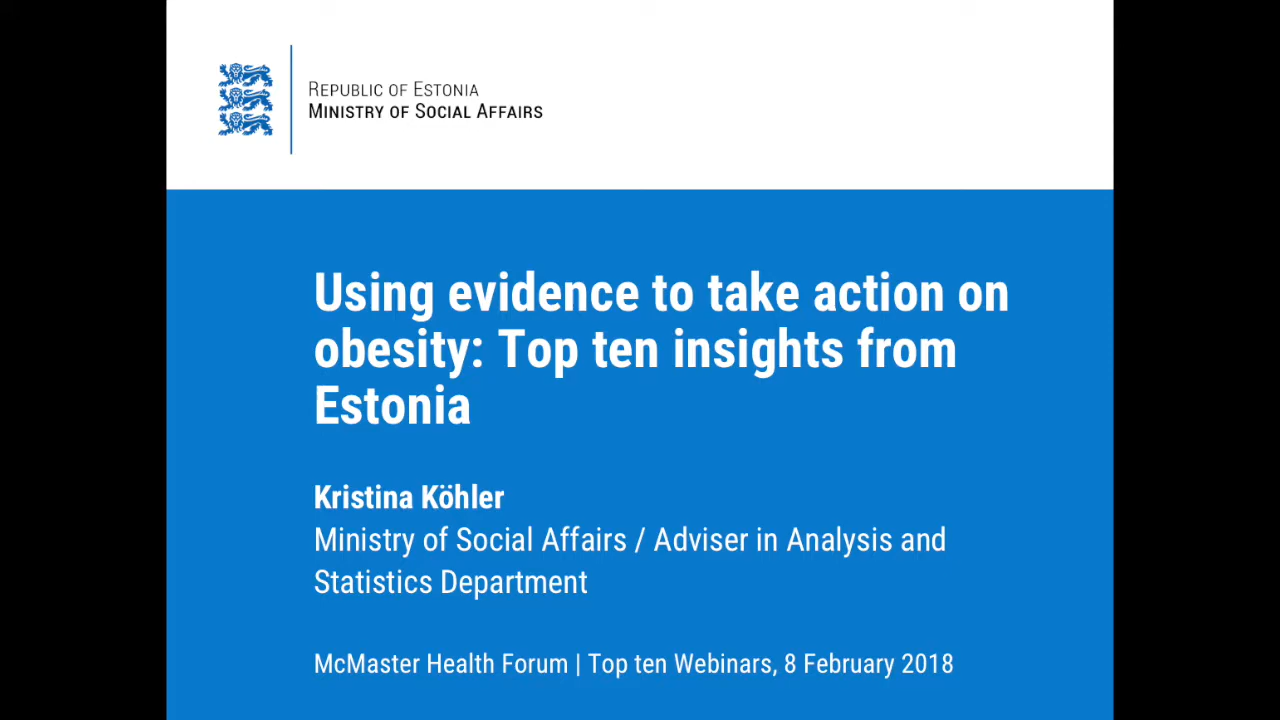 REPUBLIC OF ESTONIA
MINISTRY OF SOCIAL AFFAIRS
Using evidence to take action on
obesity: Top ten insights from
Estonia
Kristina Köhler
Ministry of Social Affairs / Adviser in Analysis and
Statistics Department
McMaster Health Forum | Top ten Webinars, 8 February 2018